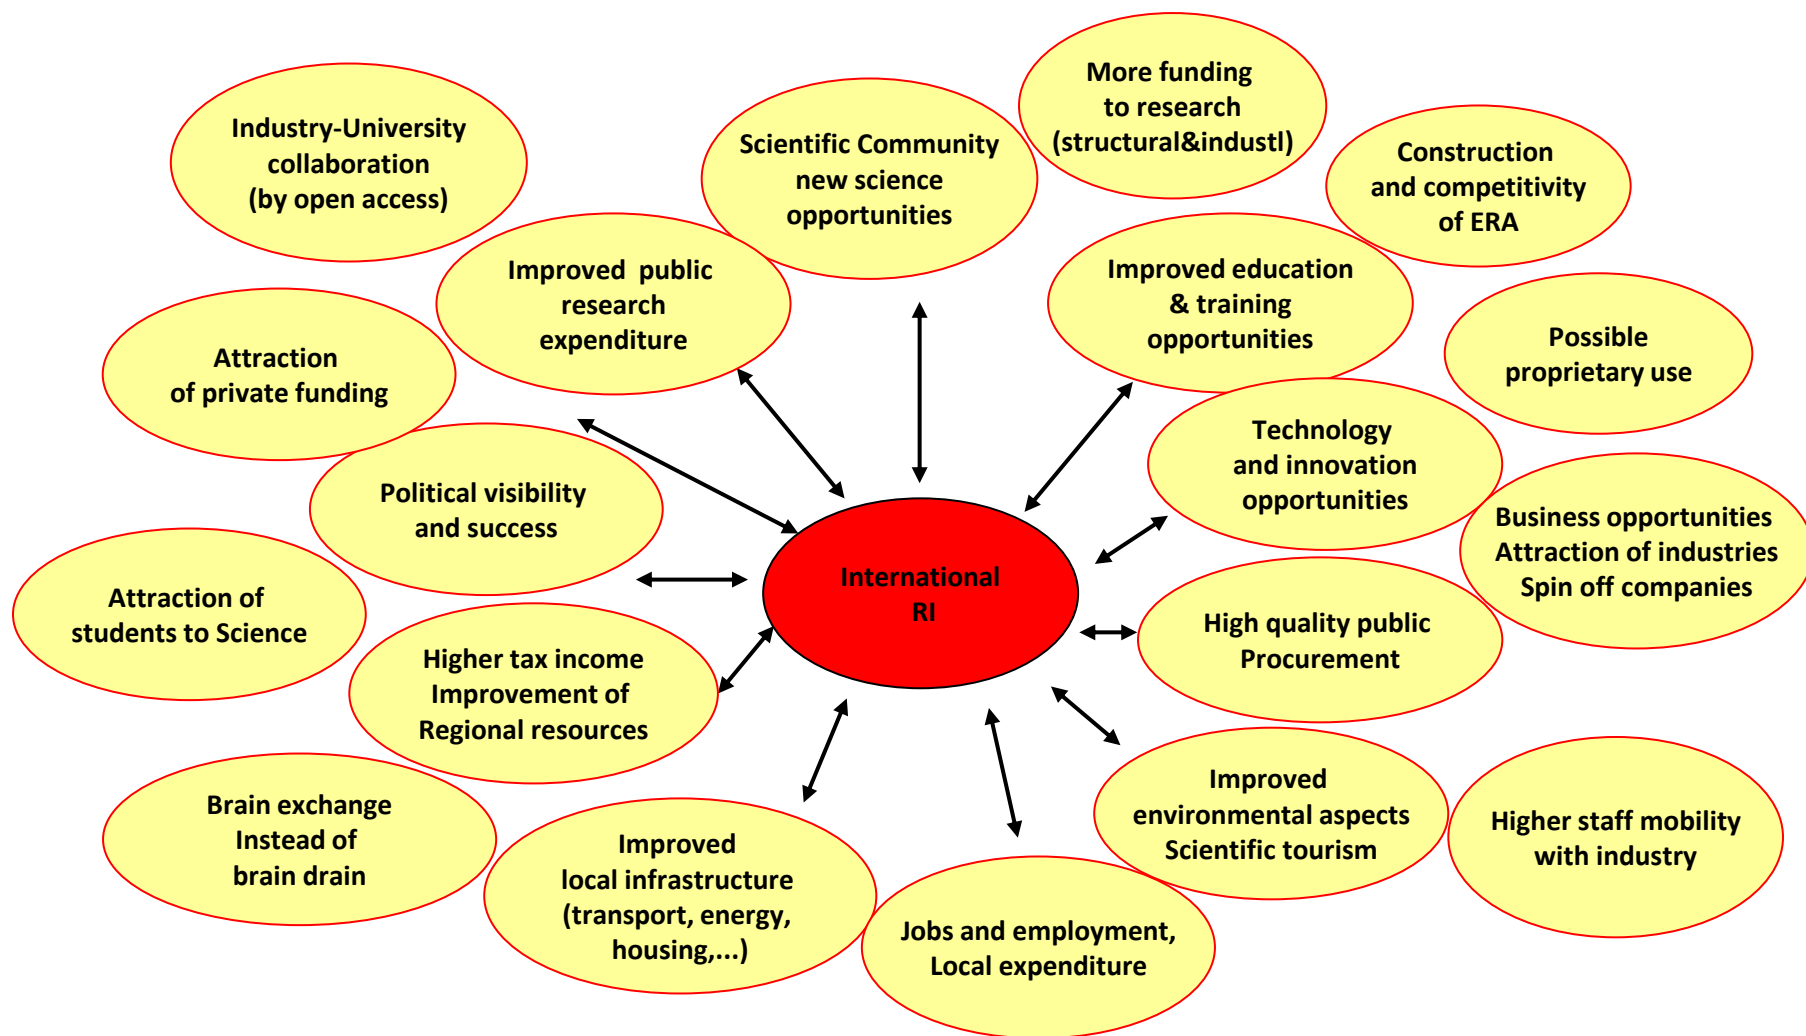 More funding
to research
(structural&industl)
Industry-University
collaboration
(by open access)
Scientific Community
new science
opportunities
Construction
and competitivity
of ERA
Improved  public
research
expenditure
Improved education
& training
opportunities
Attraction
of private funding
Possible
proprietary use
Political visibility
and success
Technology
and innovation
opportunities
Business opportunities
Attraction of industries
Spin off companies
International
RI
Attraction of
students to Science
High quality public
Procurement
Higher tax income
Improvement of
Regional resources
Brain exchange
Instead of
brain drain
Improved
local infrastructure
(transport, energy,
housing,...)
Jobs and employment,
Local expenditure
Improved
environmental aspects
Scientific tourism
Higher staff mobility
with industry